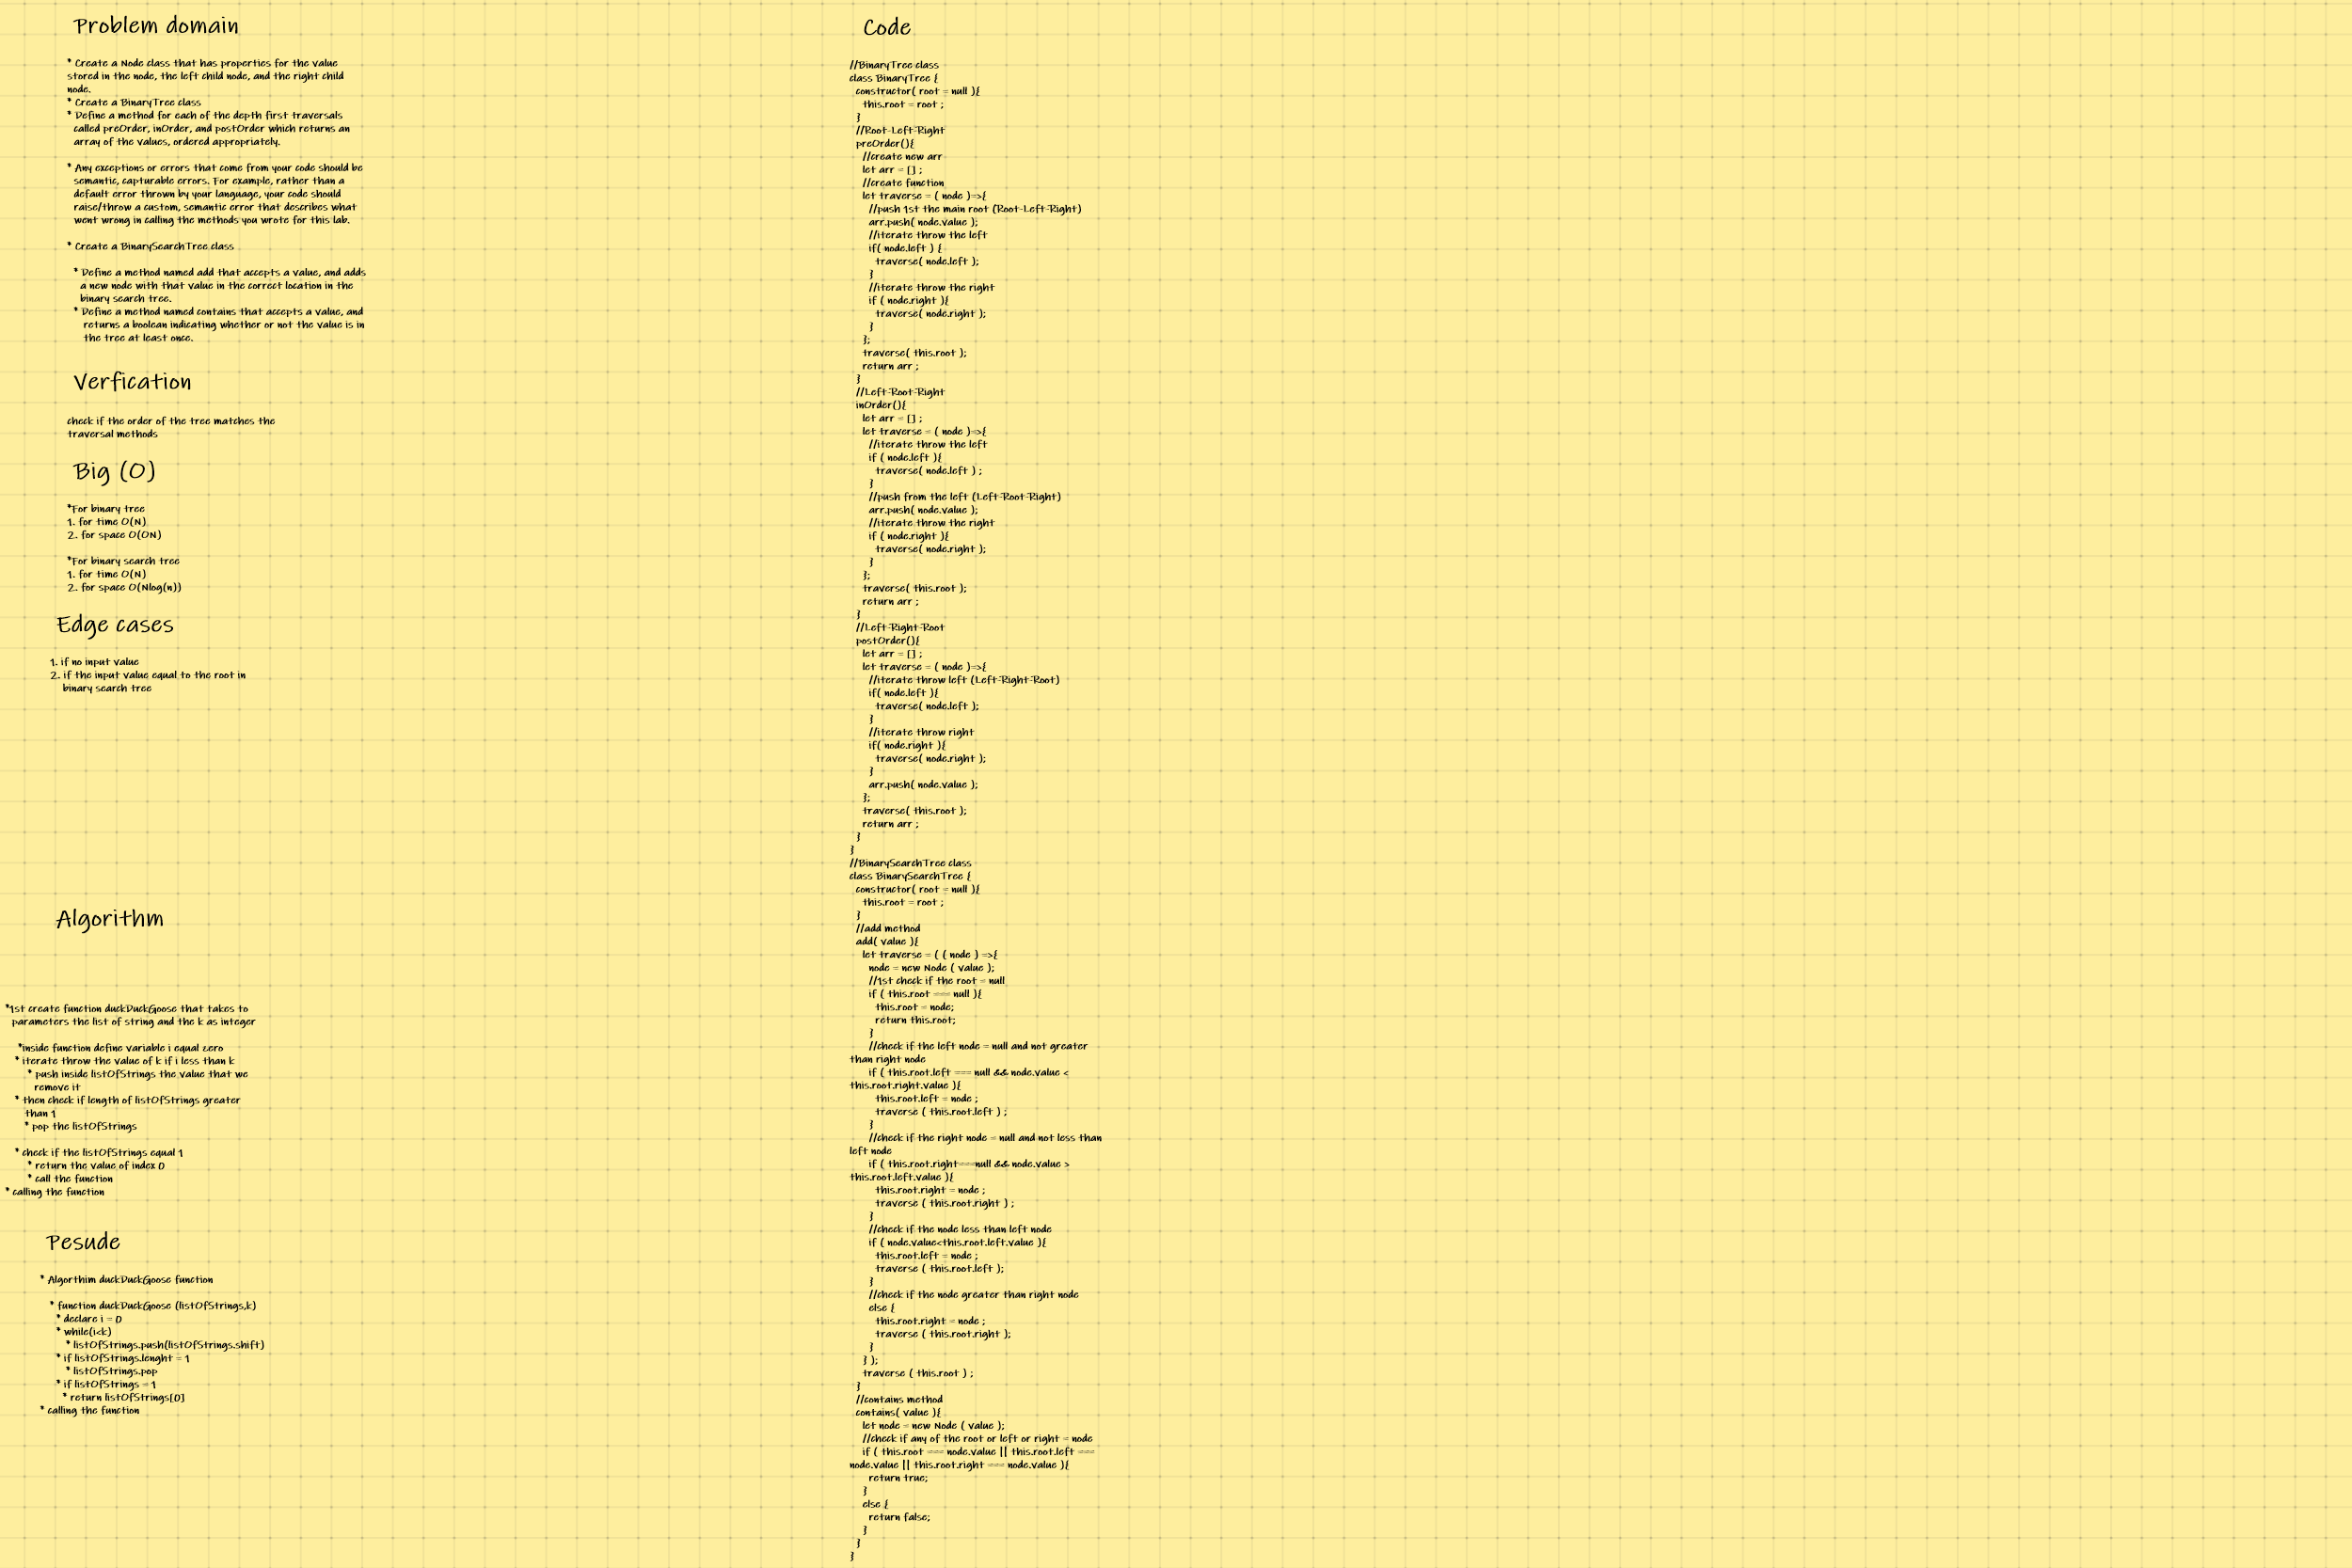 Problem domain
* Create a Node class that has properties for the value
stored in the node, the left child node, and the right child
node.
* Create a BinaryTree class
* Define a method for each of the depth first traversals
called preOrder, inOrder, and postOrder which returns an
array of the values, ordered appropriately.
* Any exceptions or errors that come from your code should be
semantic, capturable errors. For example, rather than a
default error thrown by your language, your code should
raise/throw a custom, semantic error that describes what
went wrong in calling the methods you wrote for this lab.
* Create a BinarySearchTree class
* Define a method named add that accepts a value, and adds
a new node with that value in the correct location in the
binary search tree.
* Define a method named contains that accepts a value, and
returns a boolean indicating whether or not the value is in
the tree at least once.
Verfication
check if the order of the tree matches the
traversal methods
Big (O)
*For binary tree
1. for time O(N)
2. for space O(ON)
*For binary search tree
1. for time O(N)
2. for space O(Nlog(n))
Edge cases
1. if no input value
2. if the input value equal to the root in
binary search tree
Algorithm
*1st create function duckDuckGoose that takes to
parameters the list of string and the k as integer
*inside function define variable i equal zero
* iterate throw the value of k if i less than k
* push inside listOfStrings the value that we
remove it
* then check if length of listOfStrings greater
than 1
* pop the listOfStrings
* check if the listOfStrings equal 1
* return the value of index 0
* call the function
* calling the function
Pesude
* Algorthim duckDuckGoose function
* function duckDuckGoose (listOfStrings,k)
* declare i = 0
* while(i<k)
* listOfStrings.push(listOfStrings.shift)
* if listOfStrings.lenght = 1
* listOfStrings.pop
* if listOfStrings = 1
* return listOfStrings[0]
* calling the function
Code
//BinaryTree class
class BinaryTree {
constructor( root = null ){
this.root = root ;
}
//Root-Left-Right
preOrder(){
//create new arr
let arr = [] ;
//create function
let traverse = ( node )=>{
//push 1st the main root (Root-Left-Right)
arr.push( node.value );
//iterate throw the left
if( node.left ) {
traverse( node.left );
}
//iterate throw the right
if ( node.right ){
traverse( node.right );
}
};
traverse( this.root );
return arr ;
}
//Left-Root-Right
inOrder(){
let arr = [] ;
let traverse = ( node )=>{
//iterate throw the left
if ( node.left ){
traverse( node.left ) ;
}
//push from the left (Left-Root-Right)
arr.push( node.value );
//iterate throw the right
if ( node.right ){
traverse( node.right );
}
};
traverse( this.root );
return arr ;
}
//Left-Right-Root
postOrder(){
let arr = [] ;
let traverse = ( node )=>{
//iterate throw left (Left-Right-Root)
if( node.left ){
traverse( node.left );
}
//iterate throw right
if( node.right ){
traverse( node.right );
}
arr.push( node.value );
};
traverse( this.root );
return arr ;
}
}
//BinarySearchTree class
class BinarySearchTree {
constructor( root = null ){
this.root = root ;
}
//add method
add( value ){
let traverse = ( ( node ) =>{
node = new Node ( value );
//1st check if the root = null
if ( this.root === null ){
this.root = node;
return this.root;
}
//check if the left node = null and not greater
than right node
if ( this.root.left === null && node.value <
this.root.right.value ){
this.root.left = node ;
traverse ( this.root.left ) ;
}
//check if the right node = null and not less than
left node
if ( this.root.right===null && node.value >
this.root.left.value ){
this.root.right = node ;
traverse ( this.root.right ) ;
}
//check if the node less than left node
if ( node.value<this.root.left.value ){
this.root.left = node ;
traverse ( this.root.left );
}
//check if the node greater than right node
else {
this.root.right = node ;
traverse ( this.root.right );
}
} );
traverse ( this.root ) ;
}
//contains method
contains( value ){
let node = new Node ( value );
//check if any of the root or left or right = node
if ( this.root === node.value || this.root.left ===
node.value || this.root.right === node.value ){
return true;
}
else {
return false;
}
}
}